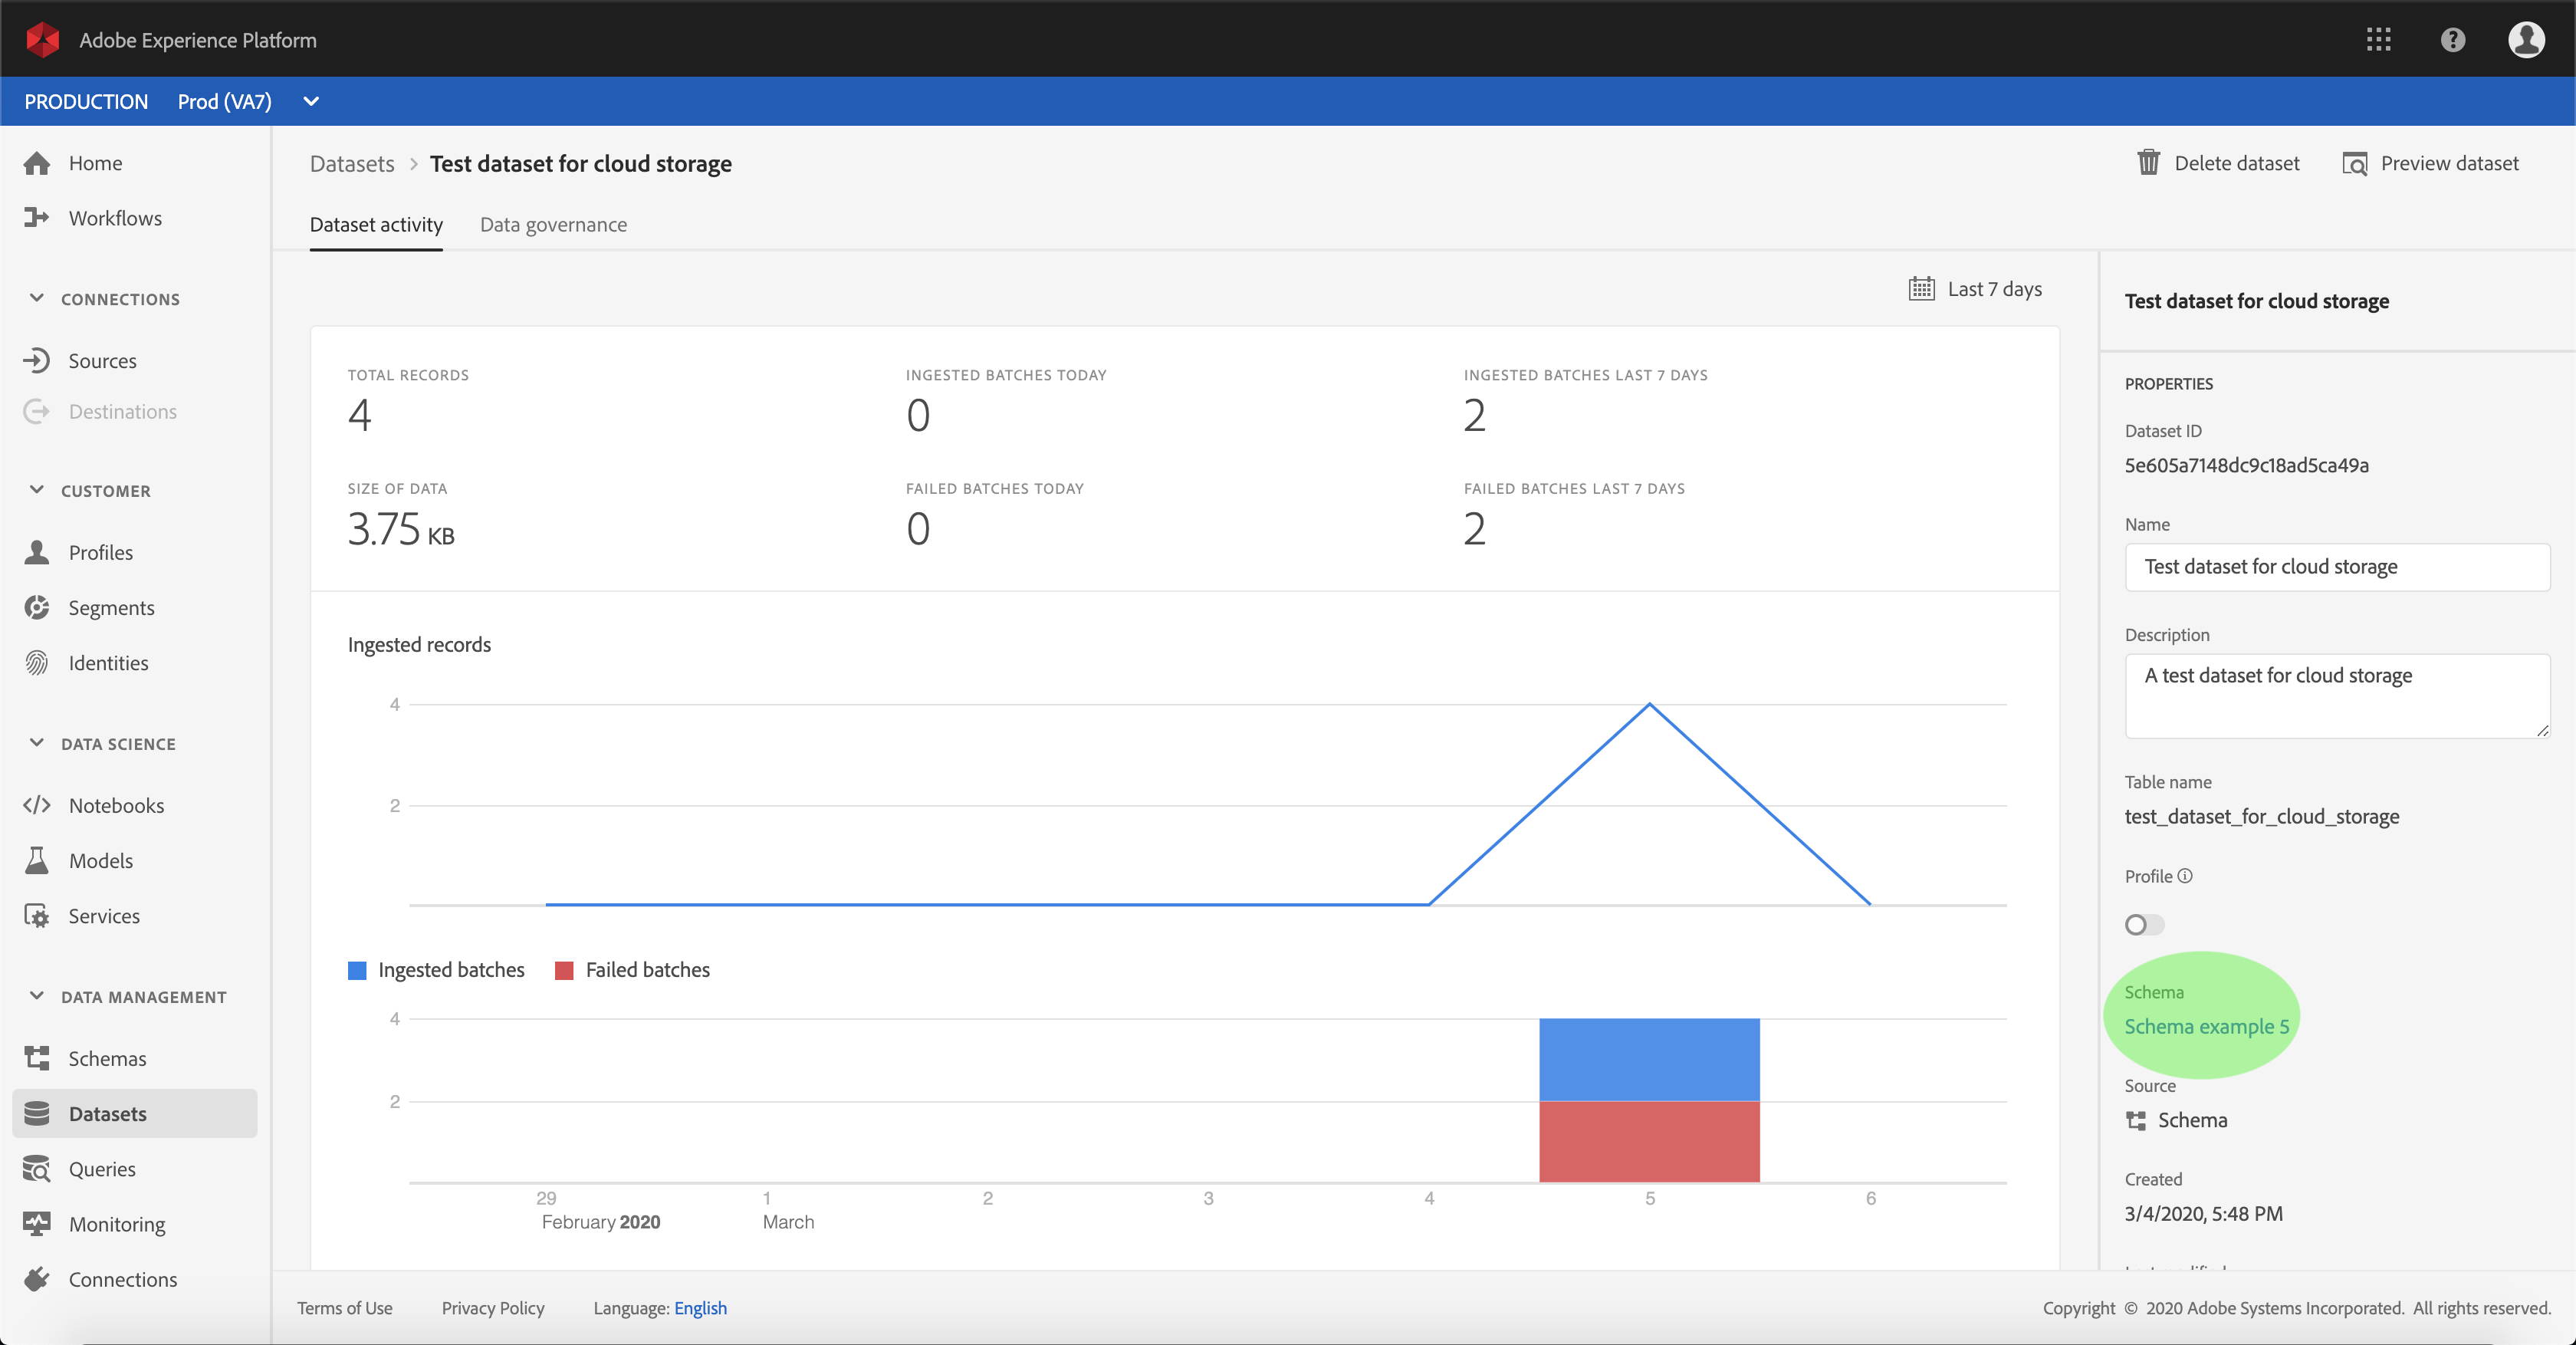 Adobe Experience Platform
PRODUCTION Prod (VA7)
Home
Workflows
CONNECTIONS
Sources
Destinations
CUSTOMER
Profiles
Segments
Identities
DATA SCIENCE
Notebooks
Models
Services
DATA MANAGEMENT
Schemas
Datasets
Queries
Monitoring
Connections
Datasets > Test dataset for cloud storage
Delete dataset Preview dataset
Dataset activity Data governance
Last 7 days
TOTAL RECORDS
4
INGESTED BATCHES TODAY
0
INGESTED BATCHES LAST 7 DAYS
2
SIZE OF DATA
3.75 KB
FAILED BATCHES TODAY
0
FAILED BATCHES LAST 7 DAYS
2
Ingested records
4
2
Ingested batches Failed batches
4
2
29 1 2 3 4 5 6
February 2020 March
Test dataset for cloud storage
PROPERTIES
Dataset ID
5e605a7148dc9c18ad5ca49a
Name
Test dataset for cloud storage
Description
A test dataset for cloud storage
Table name
test_dataset_for_cloud_storage
Profile
Schema
Schema example 5
Source
Schema
Created
3/4/2020, 5:48 PM
Terms of Use Privacy Policy Language: English
Copyright © 2020 Adobe Systems Incorporated. All rights reserved.